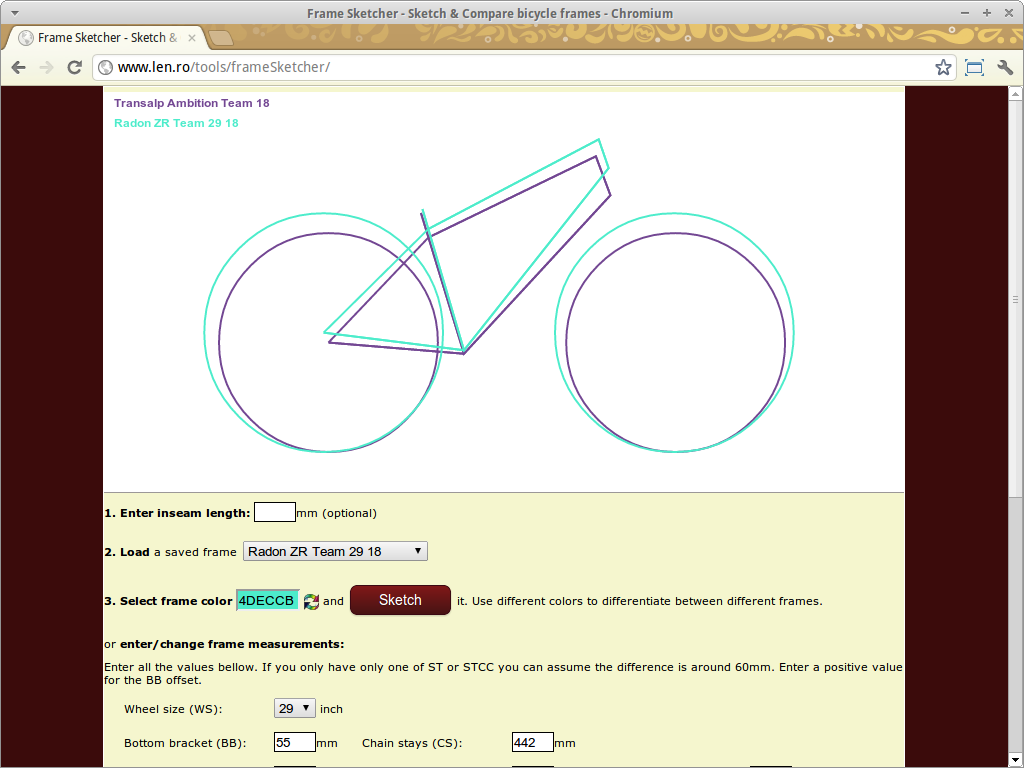 Frame Sketcher - Sketch & Compare bicycle frames - Chromium
Frame Sketcher - Sketch &
www.len.ro/tools/frameSketcher/
Transalp Ambition Team 18
Radon ZR Team 29 18
1. Enter inseam length: mm (optional)
2. Load a saved frame Radon ZR Team 29 18
3. Select frame color 4DECCB and Sketch it. Use different colors to differentiate between different frames.
or enter/change frame measurements:
Enter all the values bellow. If you only have only one of ST or STCC you can assume the difference is around 60mm. Enter a positive value
for the BB offset.
Wheel size (WS): 29 inch
Bottom bracket (BB): 55 mm Chain stays (CS): 442 mm